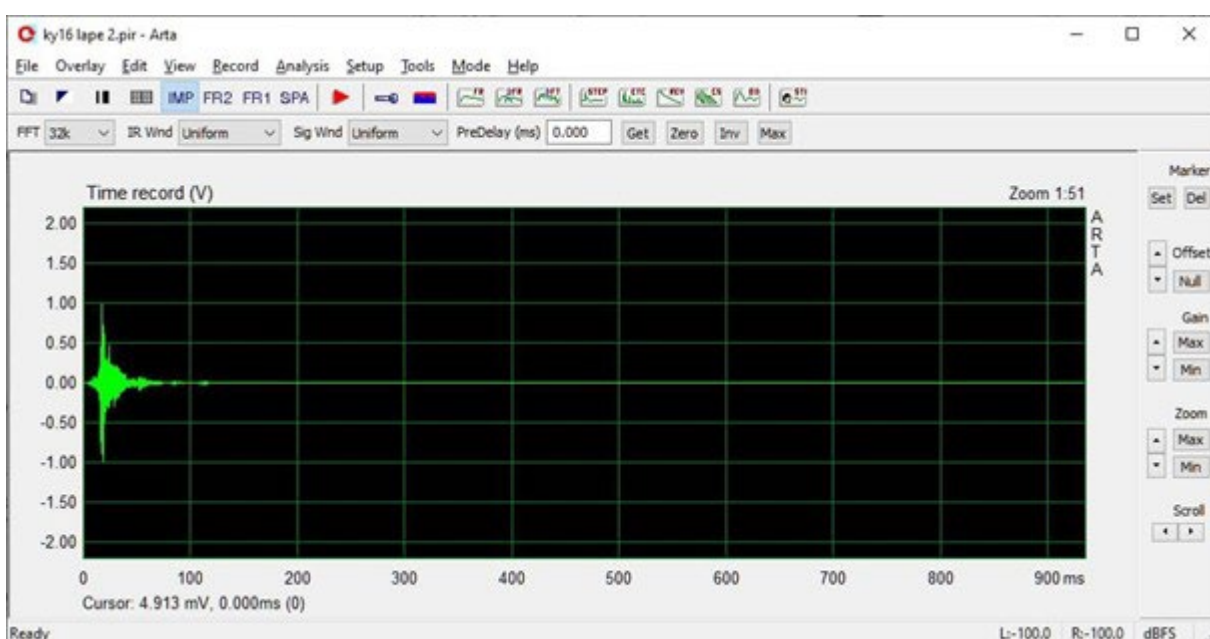 ky16 lape 2.pir - Arta
File Overlay Edit View Record Analysis Setup Tools Mode Help
IMP FR2 FR1 SPA
FFT 32k IR Wnd Uniform Sig Wnd Uniform PreDelay (ms) 0.000 Get Zero Inv Max
Time record (V) Zoom 1:51
ARTA
Marker
Set Del
Offset
Null
Gain
Max
Min
Zoom
Max
Min
Scroll
2.00
1.50
1.00
0.50
0.00
-0.50
-1.00
-1.50
-2.00
0 100 200 300 400 500 600 700 800 900 ms
Cursor: 4.913 mV, 0.000ms (0)
Ready L:-100.0 R:-100.0 dBFS